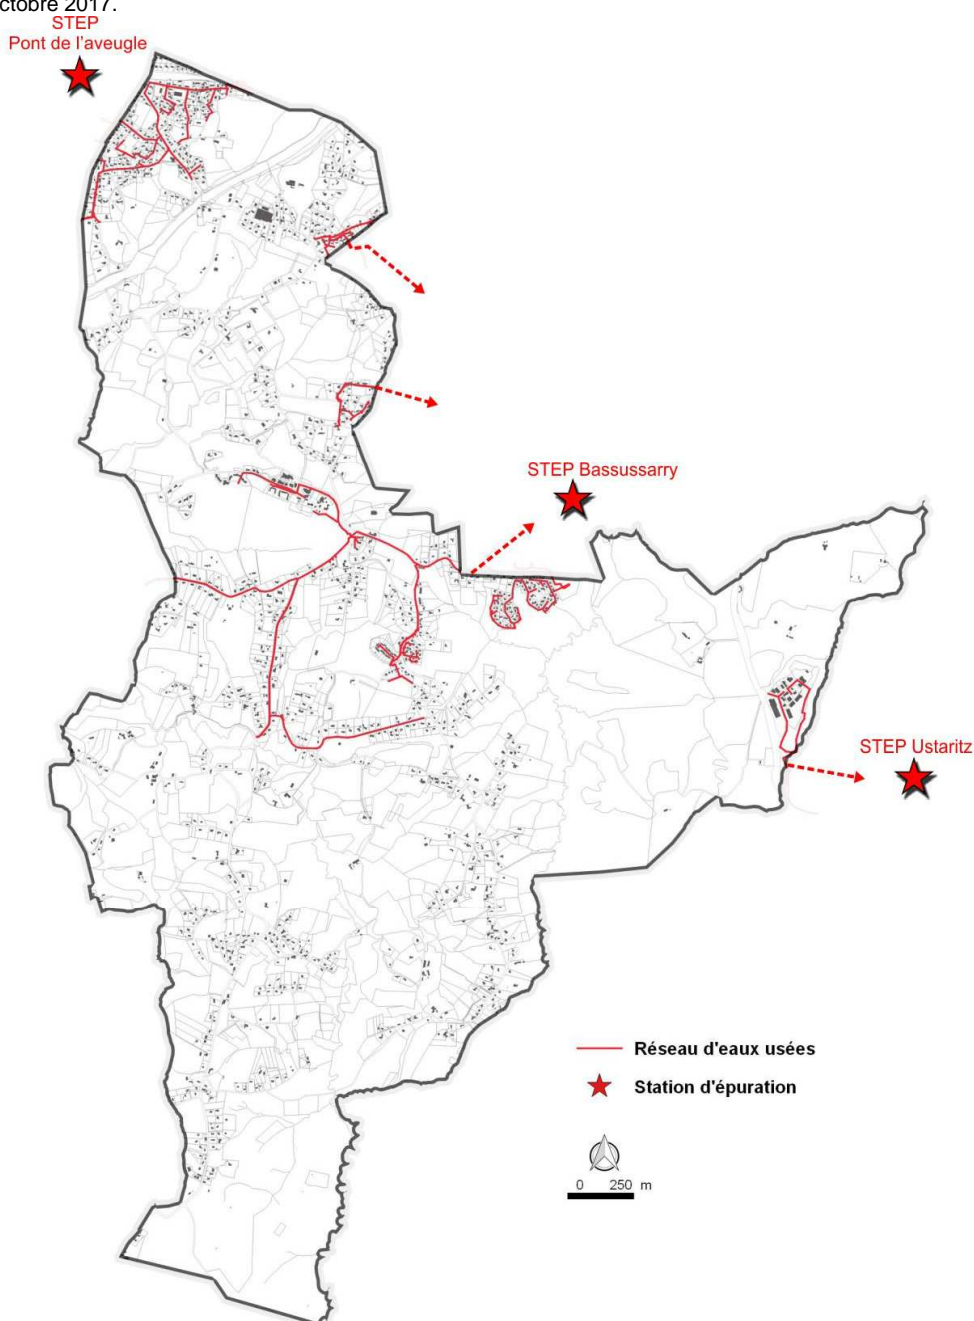 ctobre 2017.
STEP
Pont de l'aveugle
STEP Bassussarry
STEP Ustaritz
Réseau d'eaux usées
Station d'épuration
0 250 m